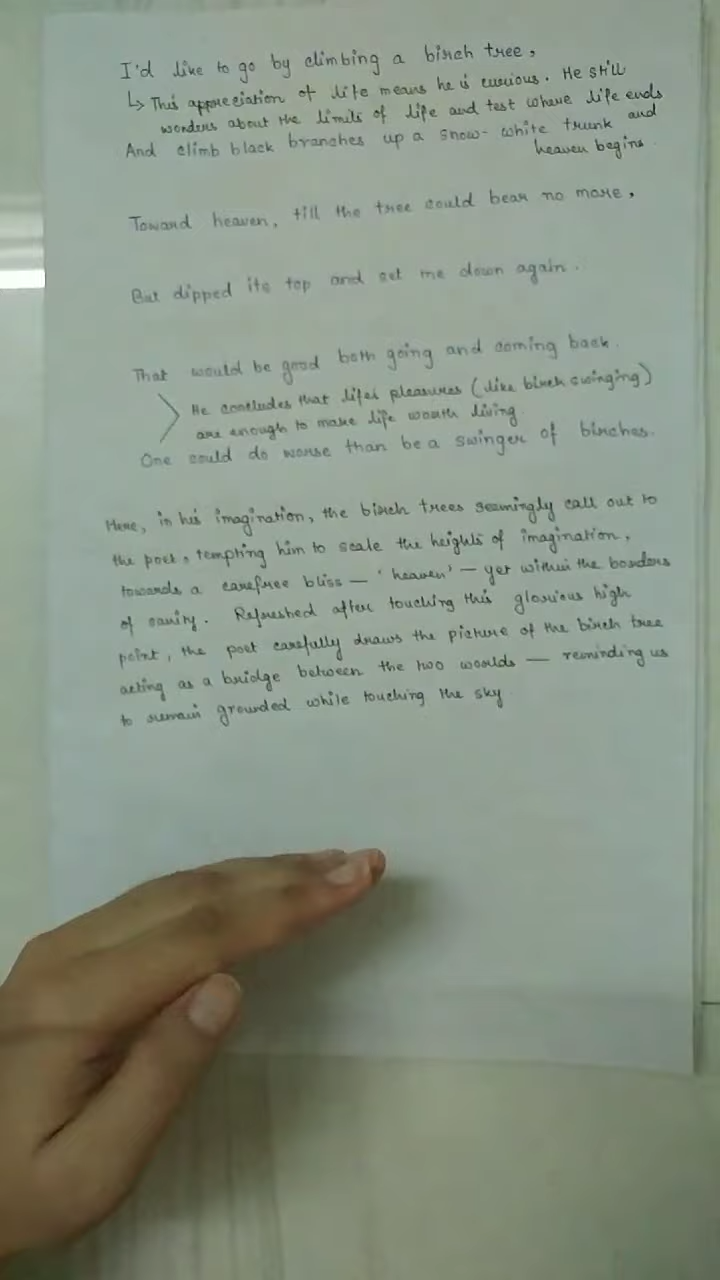 I'd like to go by climbing a birch tree,
↳ This appreciation of life means he is curious. He still
wonders about the limits of life and test where life ends
And climb black branches up a snow-white trunk and
heaven begins.
Toward heaven, till the tree could bear no more,
But dipped its top and set me down again.
That would be good both going and coming back.
He concludes that life's pleasures (like birch swinging)
are enough to make life worth living.
One could do worse than be a swinger of birches.
Here, in his imagination, the birch trees seemingly call out to
the poet, tempting him to scale the heights of imagination,
towards a carefree bliss — 'heaven' — yet within the borders
of sanity. Refreshed after touching this glorious high
point, the poet carefully draws the picture of the birch tree
acting as a bridge between the two worlds — reminding us
to remain grounded while touching the sky.